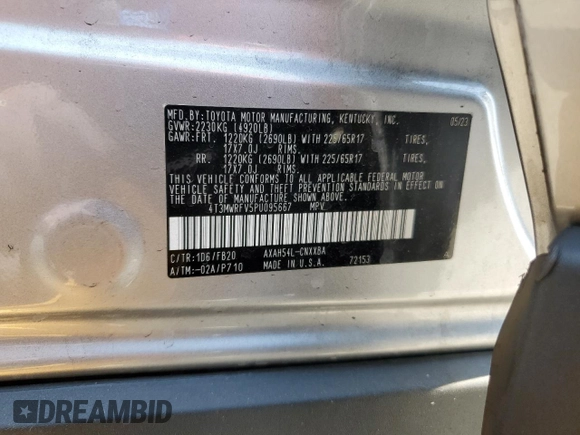 MFD.BY:TOYOTA MOTOR MANUFACTURING, KENTUCKY, INC.
GVWR:2230KG (4920LB) 05/23
GAWR:FRT. 1220KG (2690LB) WITH 225/65R17 TIRES,
17X7.0J RIMS.
RR. 1220KG (2690LB) WITH 225/65R17 TIRES,
17X7.0J RIMS.
THIS VEHICLE CONFORMS TO ALL APPLICABLE FEDERAL MOTOR
VEHICLE SAFETY AND BUMPER STANDARDS IN EFFECT ON
THE DATE OF MANUFACTURE SHOWN ABOVE.
4T3MWRFV5PU095667 MPV
C/TR:1D6/FB20 AXAH54L-CNXXBA
A/TM:-02A/P710 MADE IN U.S.A. 72153
DREAMBID